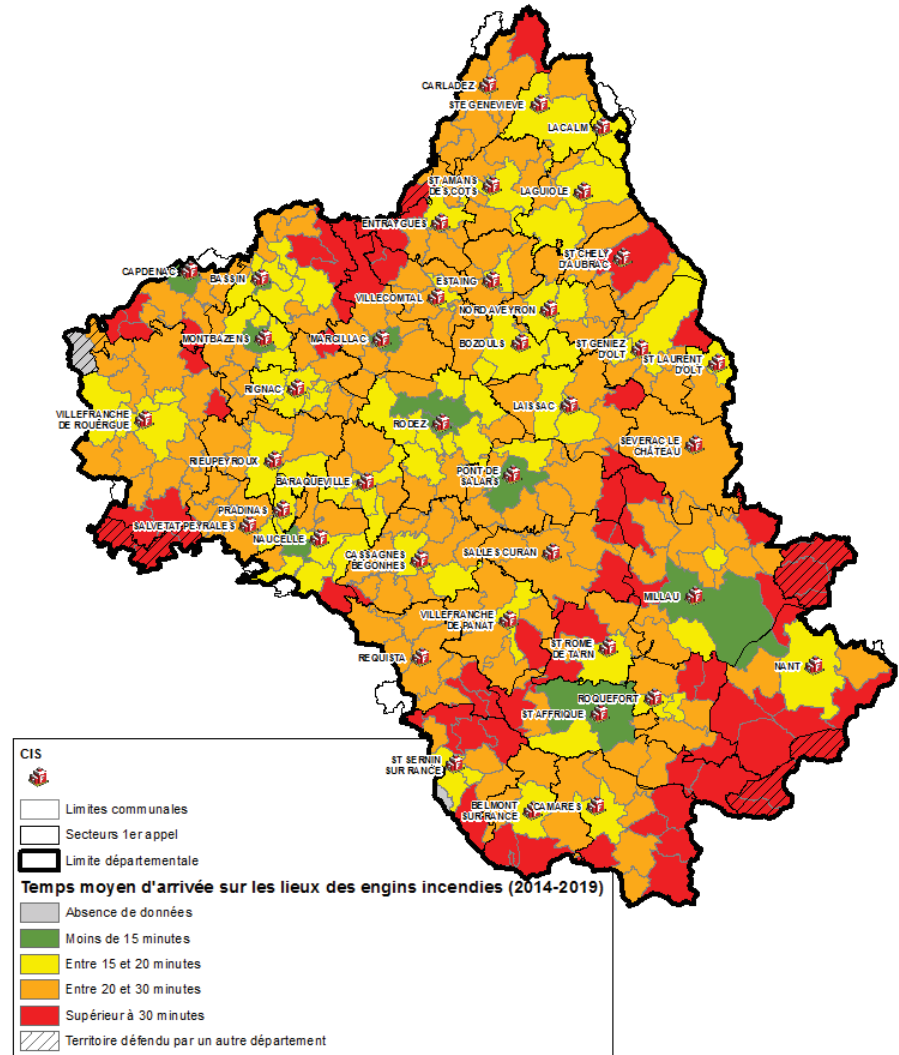 CARLADEZ
STE GENEVIEVE
LACALM
ST AMANS
DES COTS
LAGUIOLE
ENTRAYGUES
ST CHELY
D'AUBRAC
CAPDENAC
BASSIN
ESTAING
VILLECOMTAL
NORD AVEYRON
MONTBAZENS
MARCILLAC
BOZOULS
ST GENIEZ
D'OLT
ST LAURENT
D'OLT
RIGNAC
LAISSAC
VILLEFRANCHE
DE ROUERGUE
RODEZ
SEVERAC LE
CHÂTEAU
RIEUPEYROUX
BARAQUEVILLE
PONT DE
SALARS
PRADINAS
SALVETAT PEYRALES
NAUCELLE
CASSAGNES
BEGONHES
SALLES CURAN
MILLAU
VILLEFRANCHE
DE PANAT
ST ROME
DE TARN
REQUISTA
NANT
ROQUEFORT
ST AFFRIQUE
ST SERNIN
SUR RANCE
BELMONT
SUR RANCE
CAMARES
CIS
Limites communales
Secteurs 1er appel
Limite départementale
Temps moyen d'arrivée sur les lieux des engins incendies (2014-2019)
Absence de données
Moins de 15 minutes
Entre 15 et 20 minutes
Entre 20 et 30 minutes
Supérieur à 30 minutes
Territoire défendu par un autre département